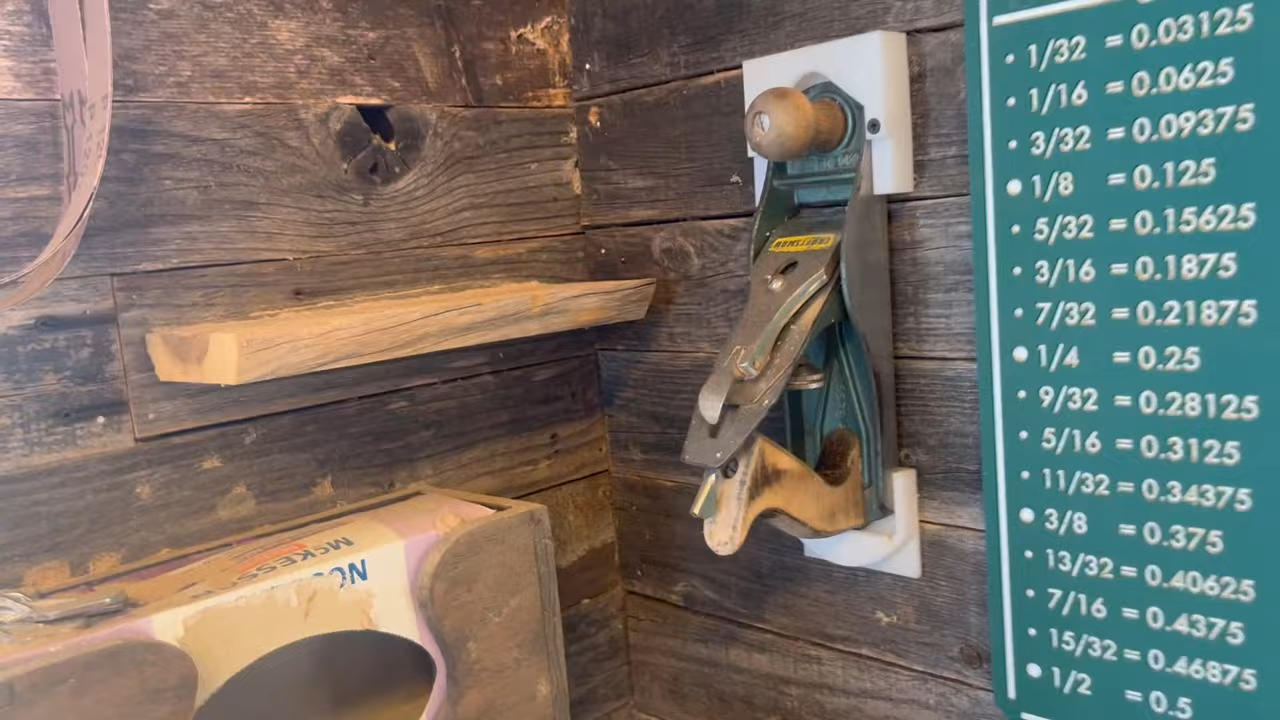 1/32 = 0.03125
1/16 = 0.0625
3/32 = 0.09375
1/8 = 0.125
5/32 = 0.15625
3/16 = 0.1875
7/32 = 0.21875
1/4 = 0.25
9/32 = 0.28125
5/16 = 0.3125
11/32 = 0.34375
3/8 = 0.375
13/32 = 0.40625
7/16 = 0.4375
15/32 = 0.46875
1/2 = 0.5
CRAFTSMAN
McKESS